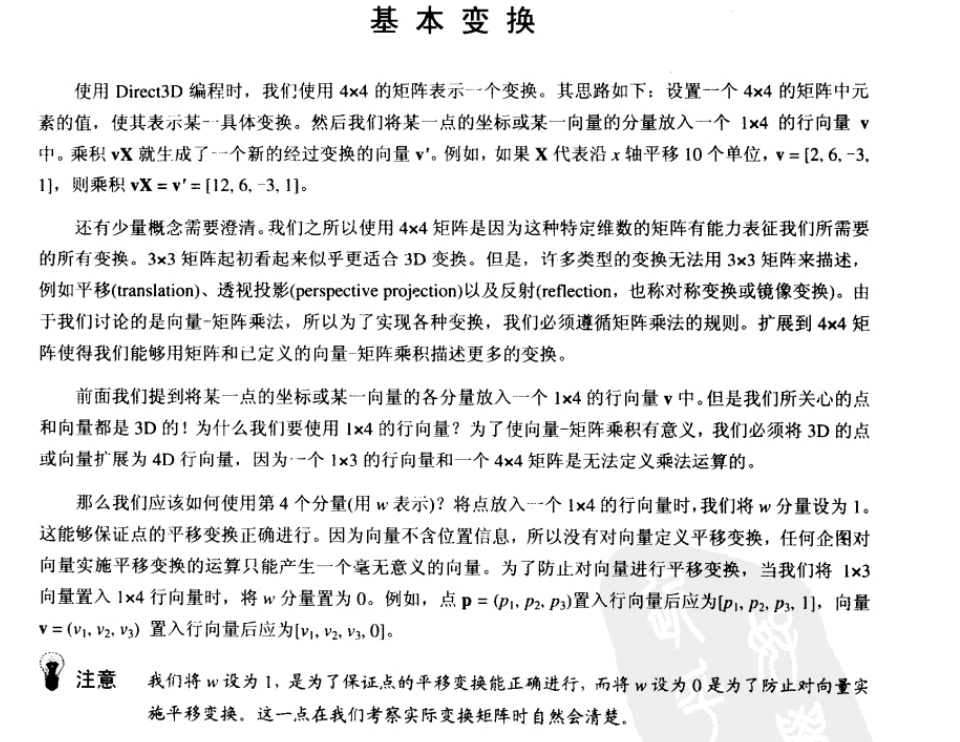 基本变换
使用 Direct3D 编程时，我们使用 4×4 的矩阵表示一个变换。其思路如下：设置一个 4×4 的矩阵中元
素的值，使其表示某一具体变换。然后我们将某一点的坐标或某一向量的分量放入一个 1×4 的行向量 v
中。乘积 vX 就生成了一个新的经过变换的向量 v′。例如，如果 X 代表沿 x 轴平移 10 个单位，v = [2, 6, −3,
1]，则乘积 vX = v′ = [12, 6, −3, 1]。
还有少量概念需要澄清。我们之所以使用 4×4 矩阵是因为这种特定维数的矩阵有能力表征我们所需要
的所有变换。3×3 矩阵起初看起来似乎更适合 3D 变换。但是，许多类型的变换无法用 3×3 矩阵来描述，
例如平移(translation)、透视投影(perspective projection)以及反射(reflection，也称对称变换或镜像变换)。由
于我们讨论的是向量-矩阵乘法，所以为了实现各种变换，我们必须遵循矩阵乘法的规则。扩展到 4×4 矩
阵使得我们能够用矩阵和已定义的向量-矩阵乘积描述更多的变换。
前面我们提到将某一点的坐标或某一向量的各分量放入一个 1×4 的行向量 v 中。但是我们所关心的点
和向量都是 3D 的！为什么我们要使用 1×4 的行向量？为了使向量-矩阵乘积有意义，我们必须将 3D 的点
或向量扩展为 4D 行向量，因为一个 1×3 的行向量和一个 4×4 矩阵是无法定义乘法运算的。
那么我们应该如何使用第 4 个分量(用 w 表示)？将点放入一个 1×4 的行向量时，我们将 w 分量设为 1。
这能够保证点的平移变换正确进行。因为向量不含位置信息，所以没有对向量定义平移变换，任何企图对
向量实施平移变换的运算只能产生一个毫无意义的向量。为了防止对向量进行平移变换，当我们将 1×3
向量置入 1×4 行向量时，将 w 分量置为 0。例如，点 p = (p₁, p₂, p₃)置入行向量后应为[p₁, p₂, p₃, 1]，向量
v = (v₁, v₂, v₃) 置入行向量后应为[v₁, v₂, v₃, 0]。
注意 我们将 w 设为 1，是为了保证点的平移变换能正确进行，而将 w 设为 0 是为了防止对向量实
施平移变换。这一点在我们考察实际变换矩阵时自然会清楚。